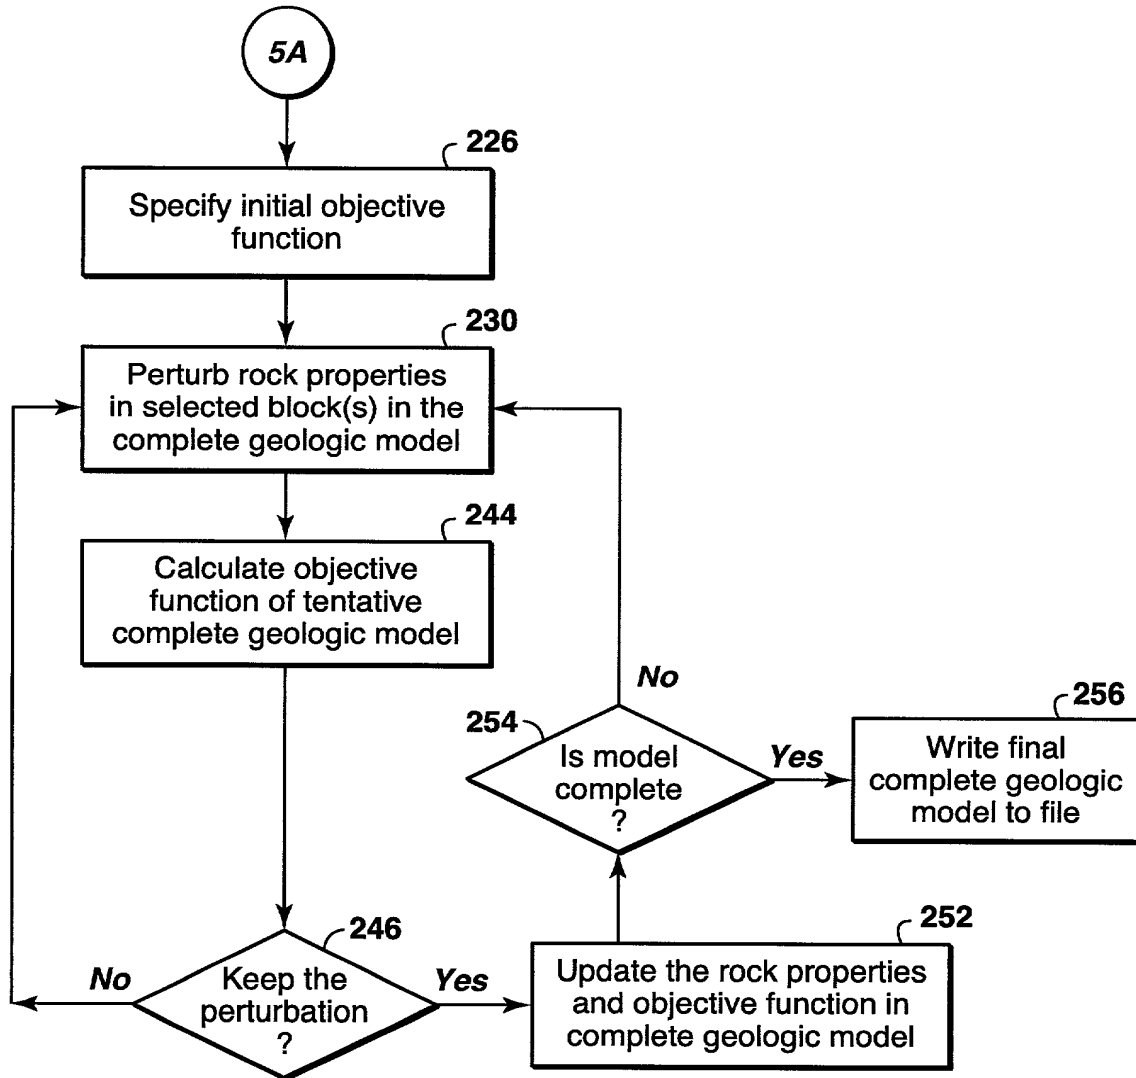 5A
226
Specify initial objective
function
230
Perturb rock properties
in selected block(s) in the
complete geologic model
244
Calculate objective
function of tentative
complete geologic model
No
254
Is model
complete
?
Yes
256
Write final
complete geologic
model to file
246
No
Keep the
perturbation
?
Yes
252
Update the rock properties
and objective function in
complete geologic model